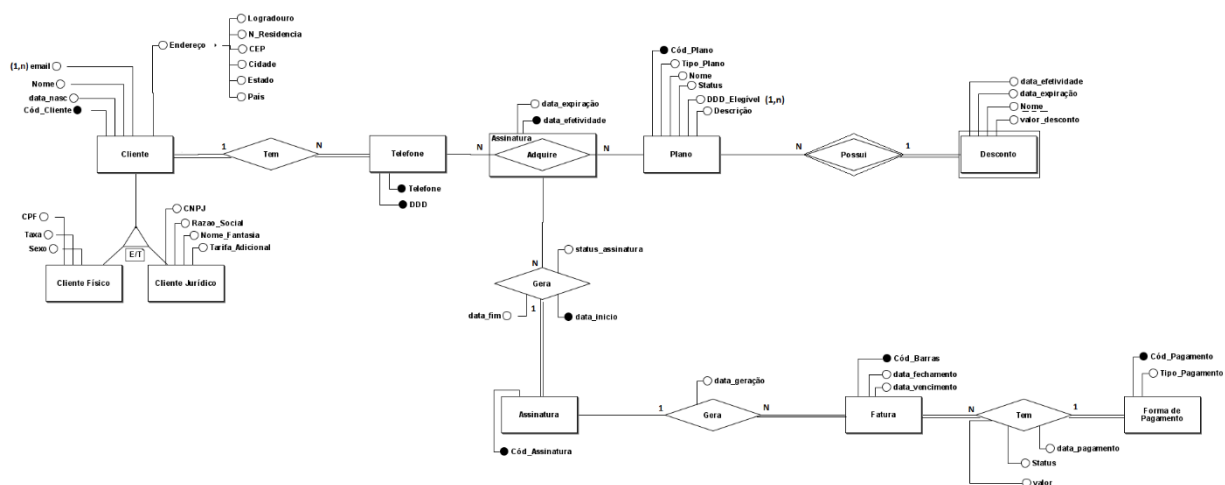 Logradouro
N_Residencia
Endereço
CEP
Cidade
Estado
País
(1,n) email
Nome
data_nasc
Cód_Cliente
Cliente
1
Tem
N
Telefone
Telefone
DDD
N
data_expiração
data_efetividade
Assinatura
Adquire
N
Cód_Plano
Tipo_Plano
Nome
Status
DDD_Elegível (1,n)
Descrição
Plano
N
Possui
1
data_efetividade
data_expiração
Nome
valor_desconto
Desconto
CPF
Taxa
Sexo
E/T
CNPJ
Razao_Social
Nome_Fantasia
Tarifa_Adicional
Cliente Físico
Cliente Jurídico
N
status_assinatura
Gera
1
data_fim
data_inicio
Assinatura
Cód_Assinatura
1
data_geração
Gera
N
Cód_Barras
data_fechamento
data_vencimento
Fatura
N
Tem
1
data_pagamento
Status
valor
Cód_Pagamento
Tipo_Pagamento
Forma de
Pagamento